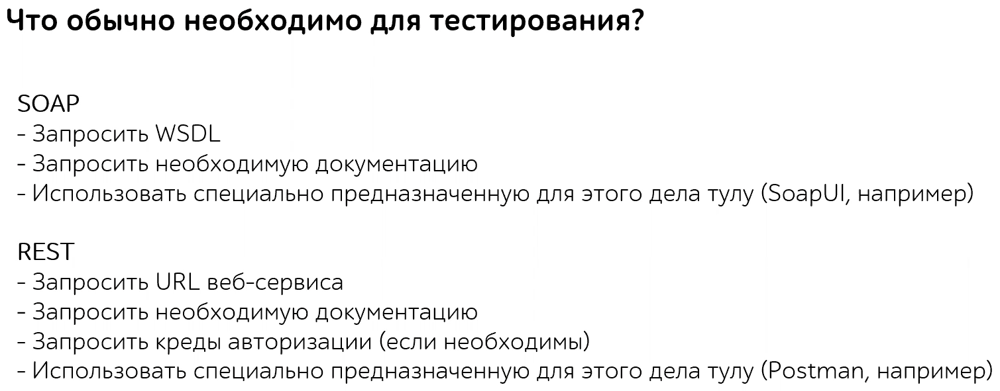 Что обычно необходимо для тестирования?
SOAP
- Запросить WSDL
- Запросить необходимую документацию
- Использовать специально предназначенную для этого дела тулу (SoapUI, например)
REST
- Запросить URL веб-сервиса
- Запросить необходимую документацию
- Запросить креды авторизации (если необходимы)
- Использовать специально предназначенную для этого дела тулу (Postman, например)